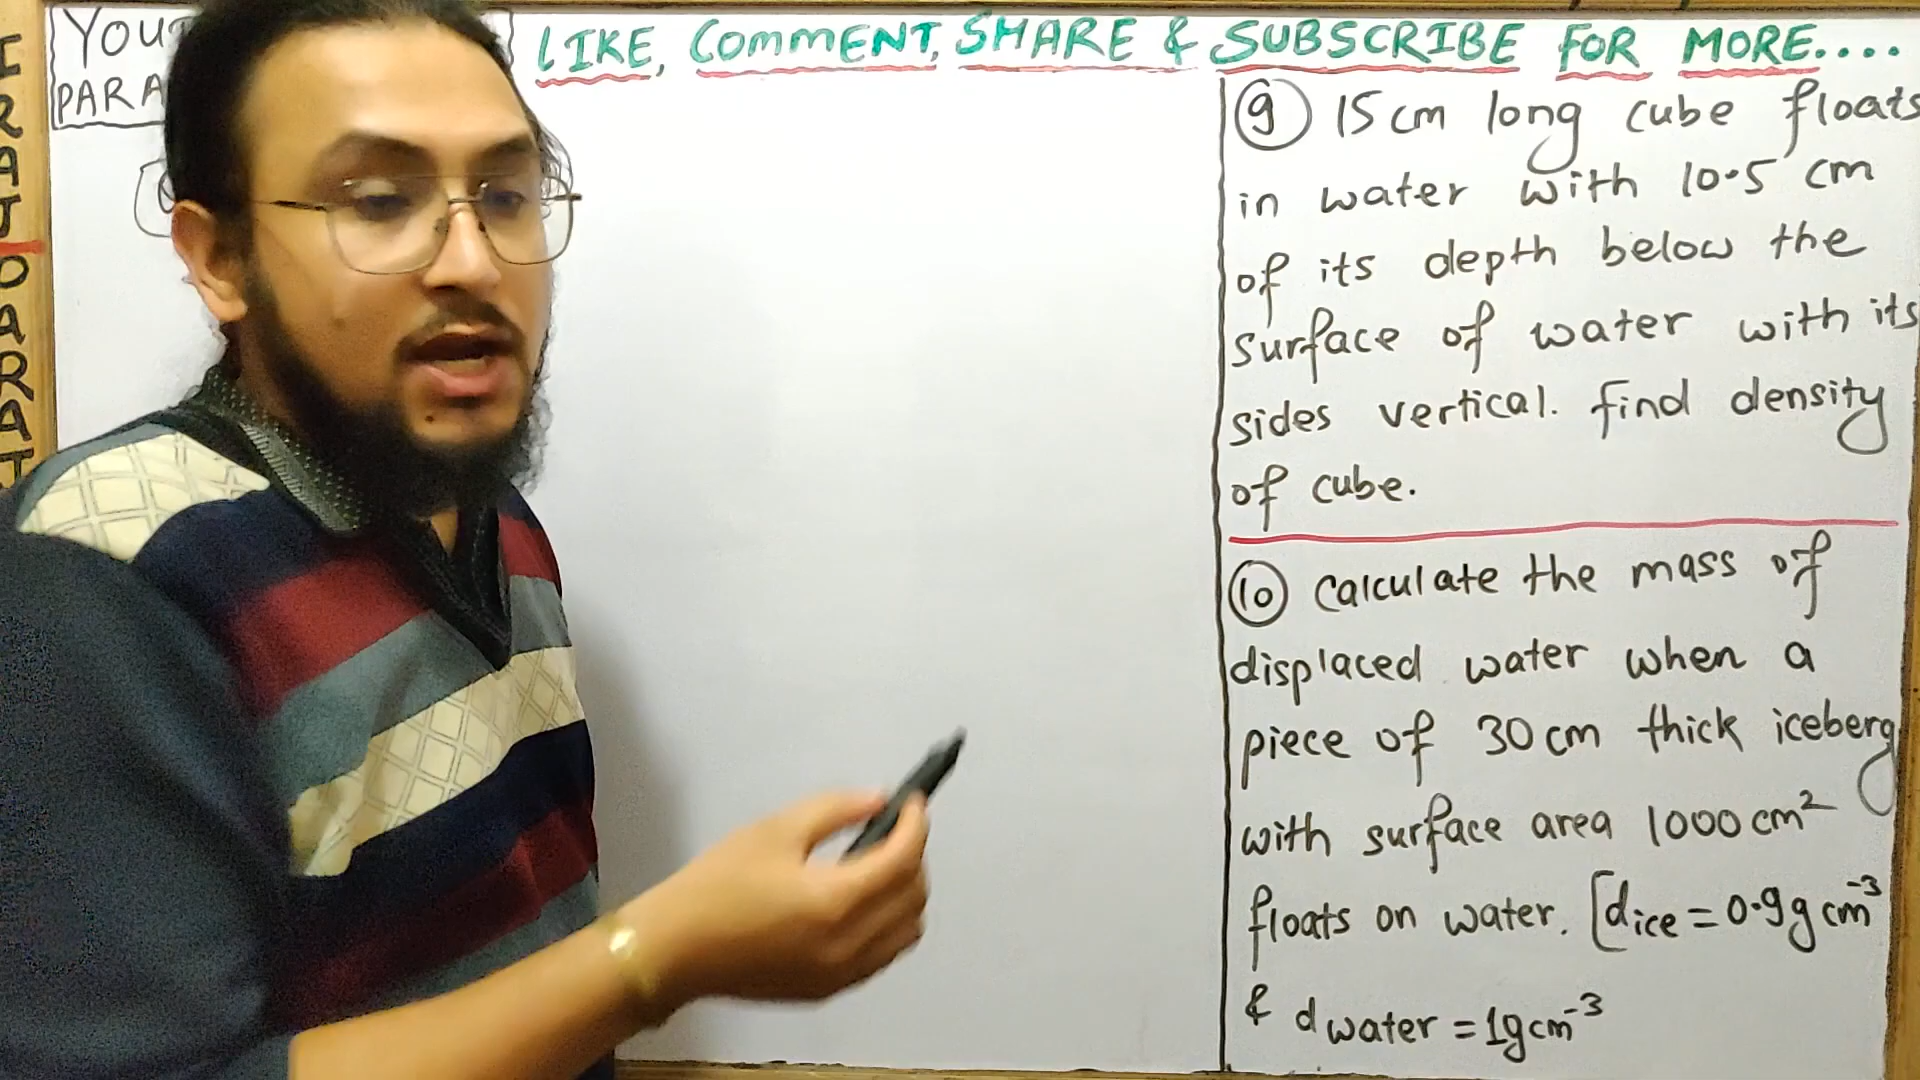 YOU
PARA
LIKE, COMMENT, SHARE & SUBSCRIBE FOR MORE....
I
R
A
J
D
A
R
A
J
9 15 cm long cube floats
in water with 10.5 cm
of its depth below the
surface of water with its
sides vertical. find density
of cube.
10 Calculate the mass of
displaced water when a
piece of 30 cm thick iceberg
with surface area 1000 cm²
floats on water. [dice = 0.9 g cm⁻³
& dwater = 1g cm⁻³